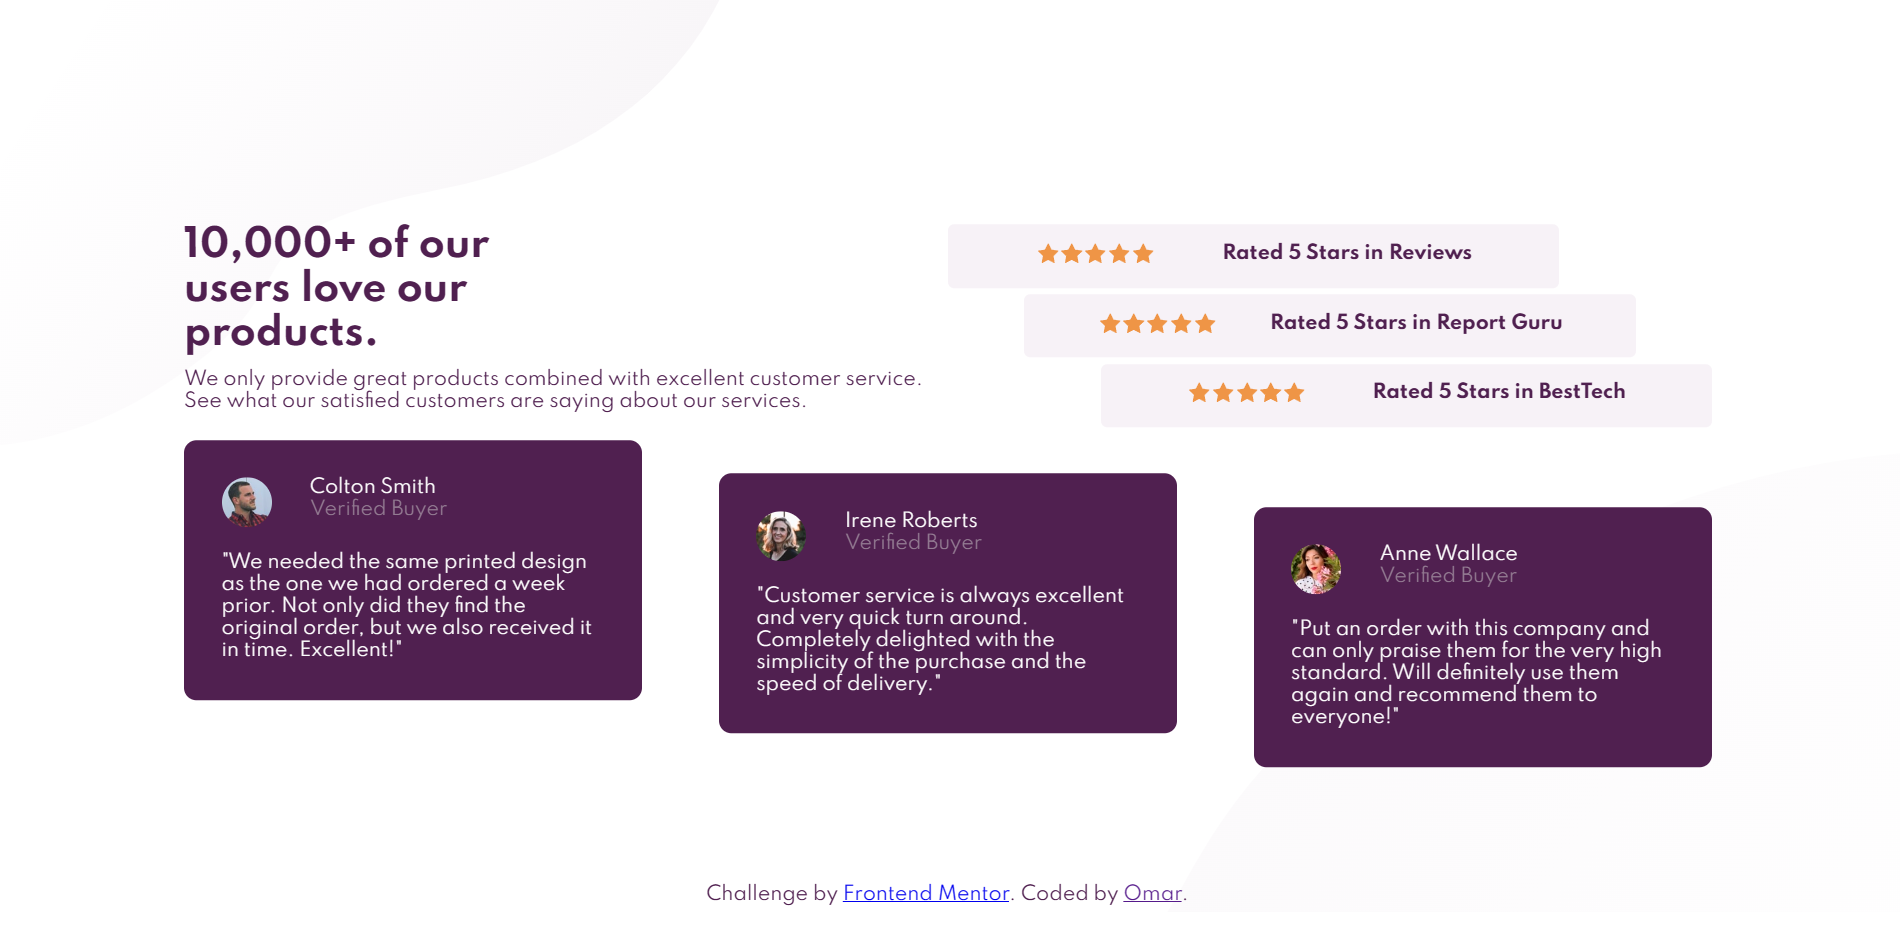 10,000+ of our
users love our
products.
We only provide great products combined with excellent customer service.
See what our satisfied customers are saying about our services.
Rated 5 Stars in Reviews
Rated 5 Stars in Report Guru
Rated 5 Stars in BestTech
Colton Smith
Verified Buyer
"We needed the same printed design
as the one we had ordered a week
prior. Not only did they find the
original order, but we also received it
in time. Excellent!"
Irene Roberts
Verified Buyer
"Customer service is always excellent
and very quick turn around.
Completely delighted with the
simplicity of the purchase and the
speed of delivery."
Anne Wallace
Verified Buyer
"Put an order with this company and
can only praise them for the very high
standard. Will definitely use them
again and recommend them to
everyone!"
Challenge by Frontend Mentor. Coded by Omar.